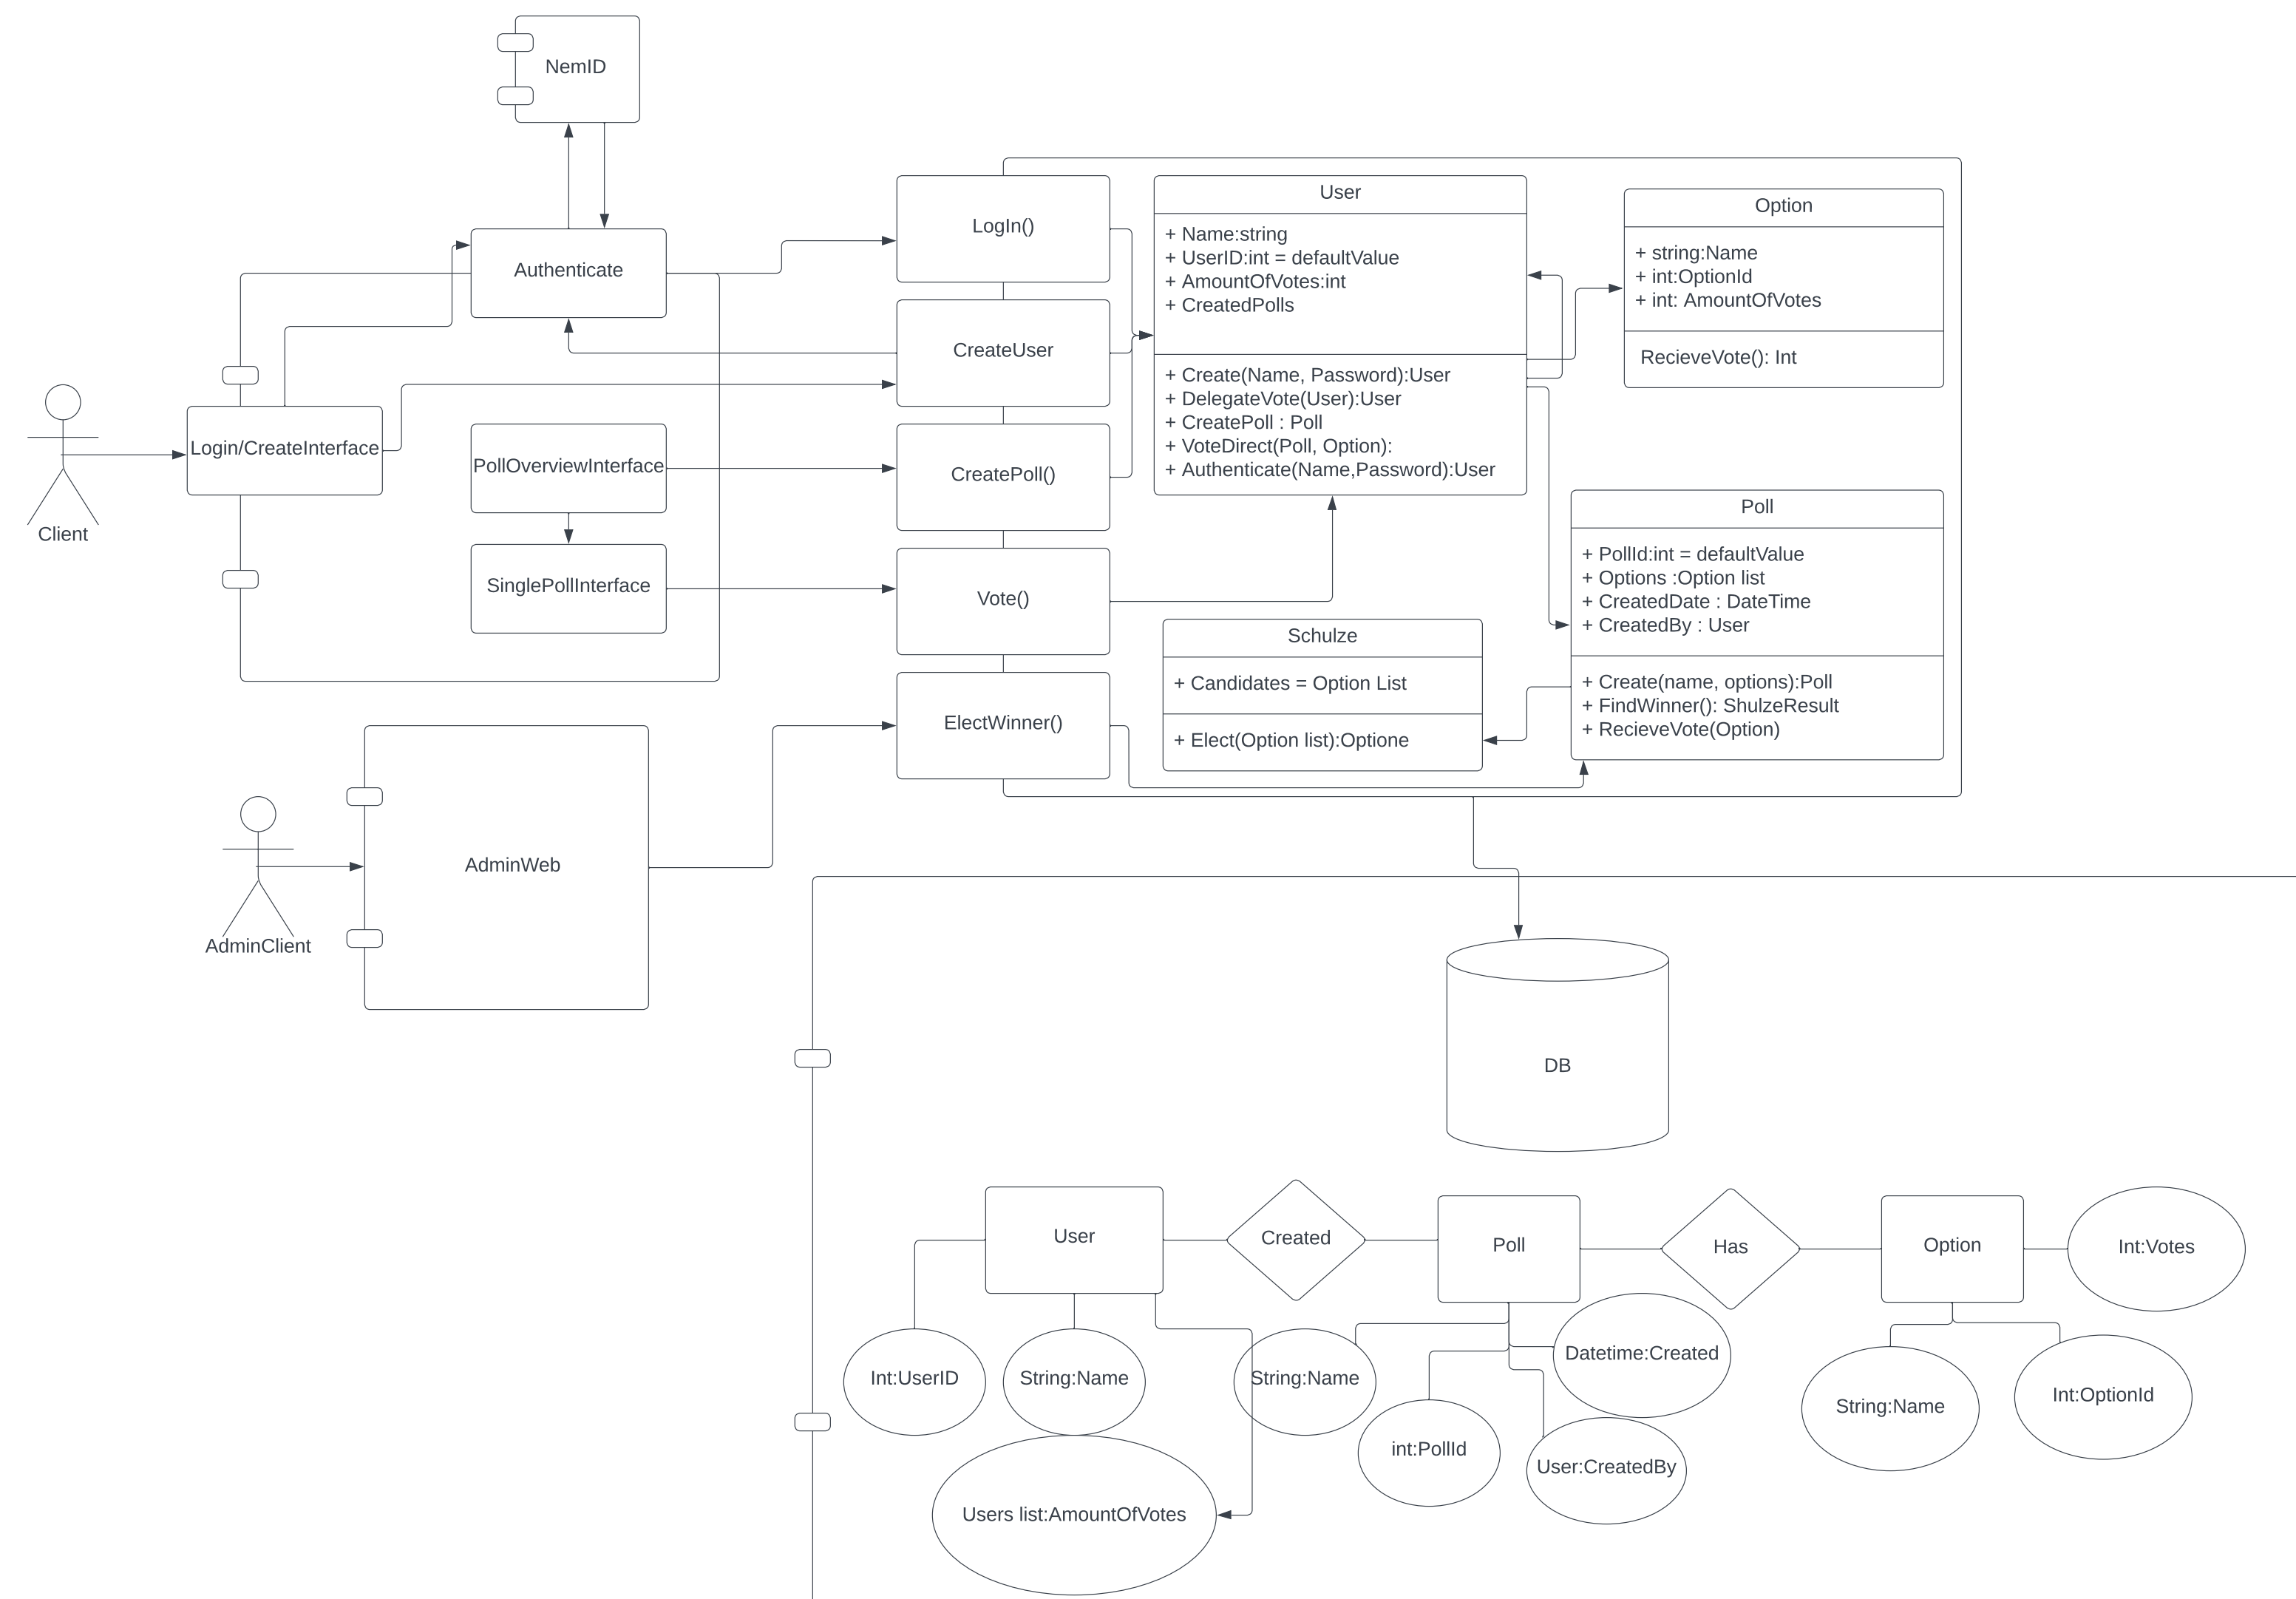 NemID
Authenticate
Login/CreateInterface
Client
PollOverviewInterface
SinglePollInterface
AdminWeb
AdminClient
LogIn()
CreateUser
CreatePoll()
Vote()
ElectWinner()
User
+ Name:string
+ UserID:int = defaultValue
+ AmountOfVotes:int
+ CreatedPolls
+ Create(Name, Password):User
+ DelegateVote(User):User
+ CreatePoll : Poll
+ VoteDirect(Poll, Option):
+ Authenticate(Name,Password):User
Option
+ string:Name
+ int:OptionId
+ int: AmountOfVotes
RecieveVote(): Int
Poll
+ PollId:int = defaultValue
+ Options :Option list
+ CreatedDate : DateTime
+ CreatedBy : User
+ Create(name, options):Poll
+ FindWinner(): ShulzeResult
+ RecieveVote(Option)
Schulze
+ Candidates = Option List
+ Elect(Option list):Optione
DB
User
Created
Poll
Has
Option
Int:Votes
Int:UserID
String:Name
String:Name
Datetime:Created
int:PollId
User:CreatedBy
String:Name
Int:OptionId
Users list:AmountOfVotes